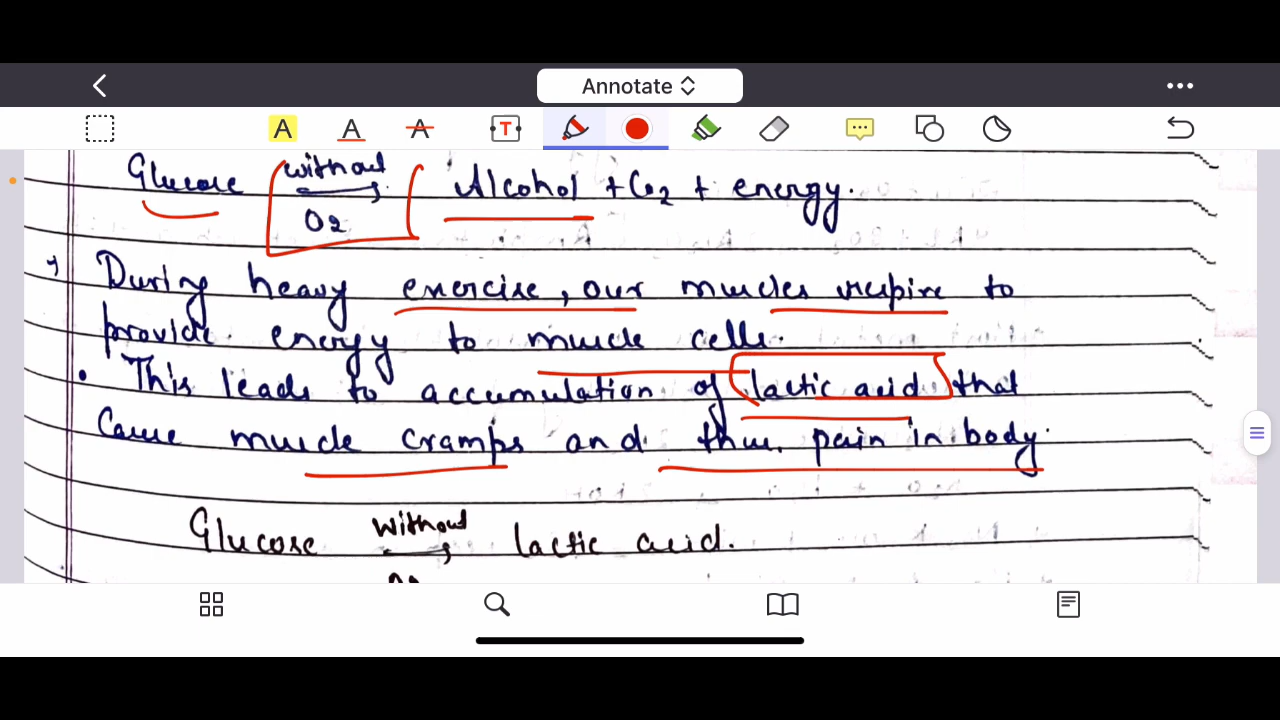 Annotate
A A A T
Glucose without → Alcohol + CO2 + energy.
O2
During heavy exercise, our muscles respire to
provide energy to muscle cells.
• This leads to accumulation of lactic acid that
Cause muscle cramps and thus pain in body.
Glucose without → lactic acid.